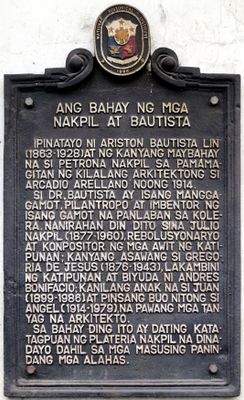 ANG BAHAY NG MGA
NAKPIL AT BAUTISTA
IPINATAYO NI ARISTON BAUTISTA LIN
(1863-1928) AT NG KANYANG MAYBAHAY
NA SI PETRONA NAKPIL SA PAMAMA-
GITAN NG KILALANG ARKITEKTONG SI
ARCADIO ARELLANO NOONG 1914.
SI DR. BAUTISTA AY ISANG MANGGA-
GAMOT, PILANTROPO AT IMBENTOR NG
ISANG GAMOT NA PANLABAN SA KOLE-
RA. NANIRAHAN DIN DITO SINA JULIO
NAKPIL (1877-1960), REBOLUSYONARYO
AT KONPOSITOR NG MGA AWIT NG KATI-
PUNAN; KANYANG ASAWANG SI GREGO-
RIA DE JESUS (1876-1943), LAKAMBINI
NG KATIPUNAN AT BIYUDA NI ANDRES
BONIFACIO; KANILANG ANAK NA SI JUAN
(1899-1986) AT PINSANG BUO NITONG SI
ANGEL (1914-1979), NA PAWANG MGA TAN-
YAG NA ARKITEKTO.
SA BAHAY DING ITO AY DATING KATA-
TAGPUAN NG PLATERIA NAKPIL NA DINA-
DAYO DAHIL SA MGA MASUSING PANIN-
DANG MGA ALAHAS.